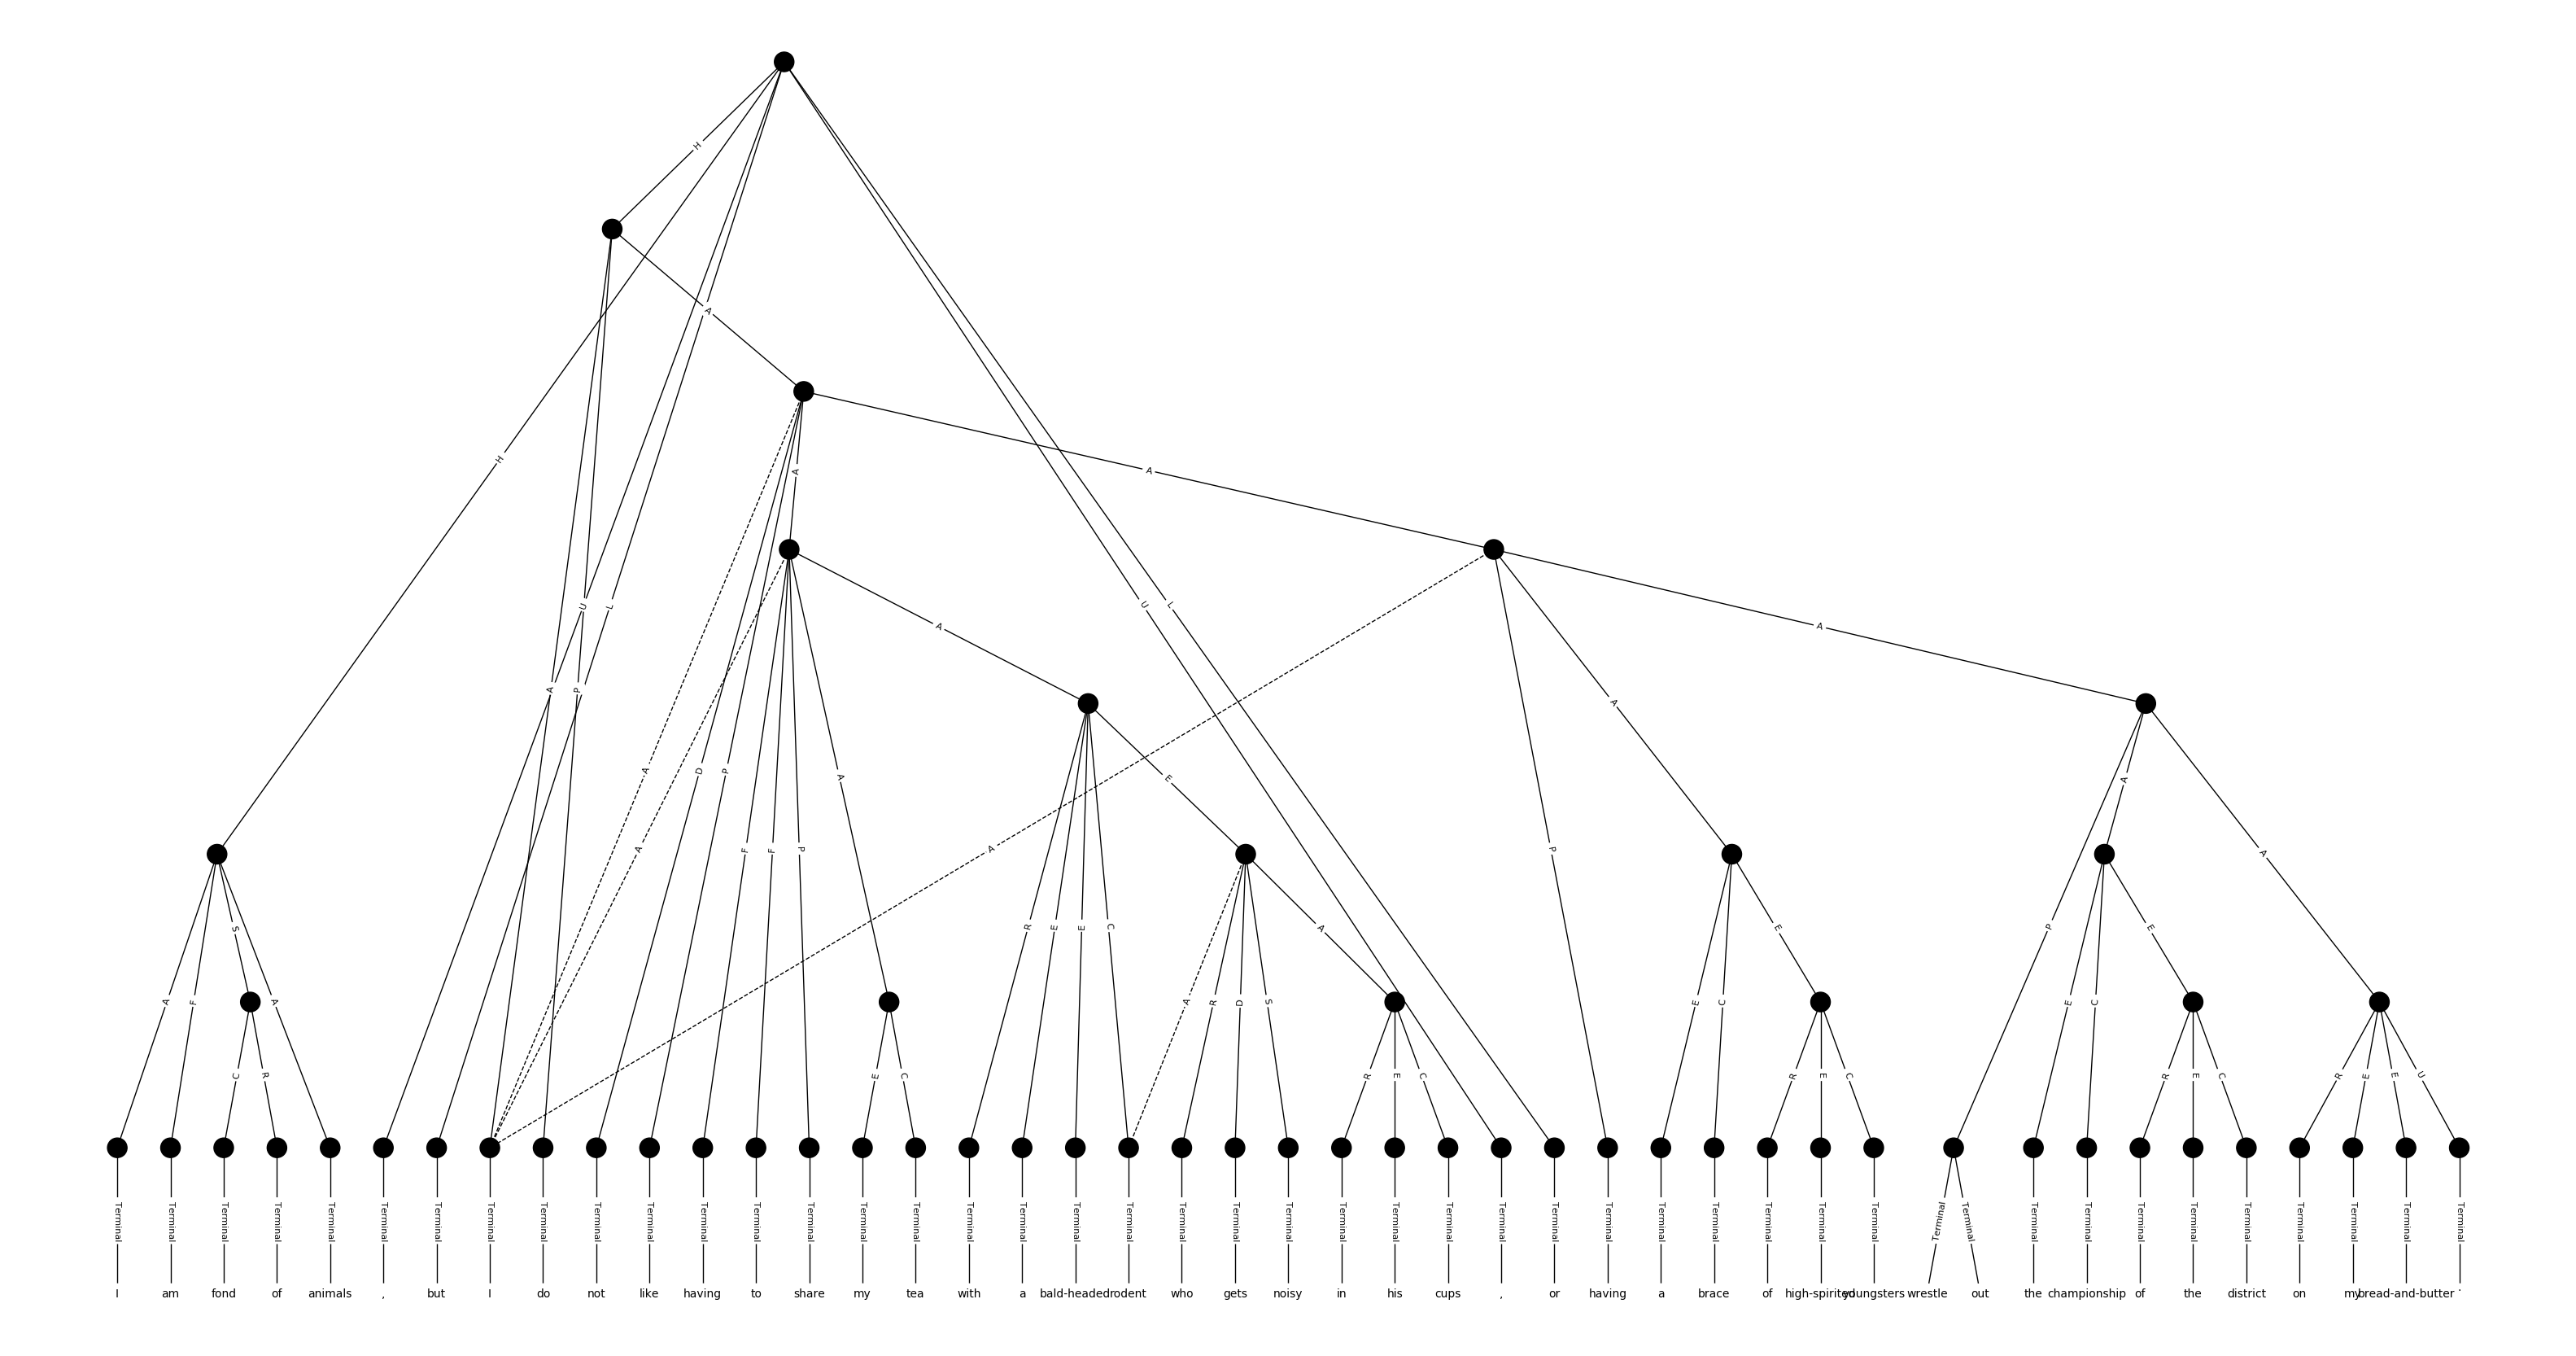 H
A
H
A
A
U
L
U
L
A
A
A
P
A
A
D
P
E
A
A
F
F
P
A
A
P
A
R
E
E
C
S
P
E
A
F
A
A
R
D
S
E
C
E
C
C
R
E
C
R
E
C
R
E
C
R
E
C
R
E
E
U
Terminal Terminal Terminal Terminal Terminal Terminal Terminal Terminal Terminal Terminal Terminal Terminal Terminal Terminal Terminal Terminal Terminal Terminal Terminal Terminal Terminal Terminal Terminal Terminal Terminal Terminal Terminal Terminal Terminal Terminal Terminal Terminal Terminal Terminal Terminal Terminal Terminal Terminal Terminal Terminal Terminal Terminal Terminal Terminal Terminal
I am fond of animals , but I do not like having to share my tea with a bald-headed rodent who gets noisy in his cups , or having a brace of high-spirited youngsters wrestle out the championship of the district on my bread-and-butter .